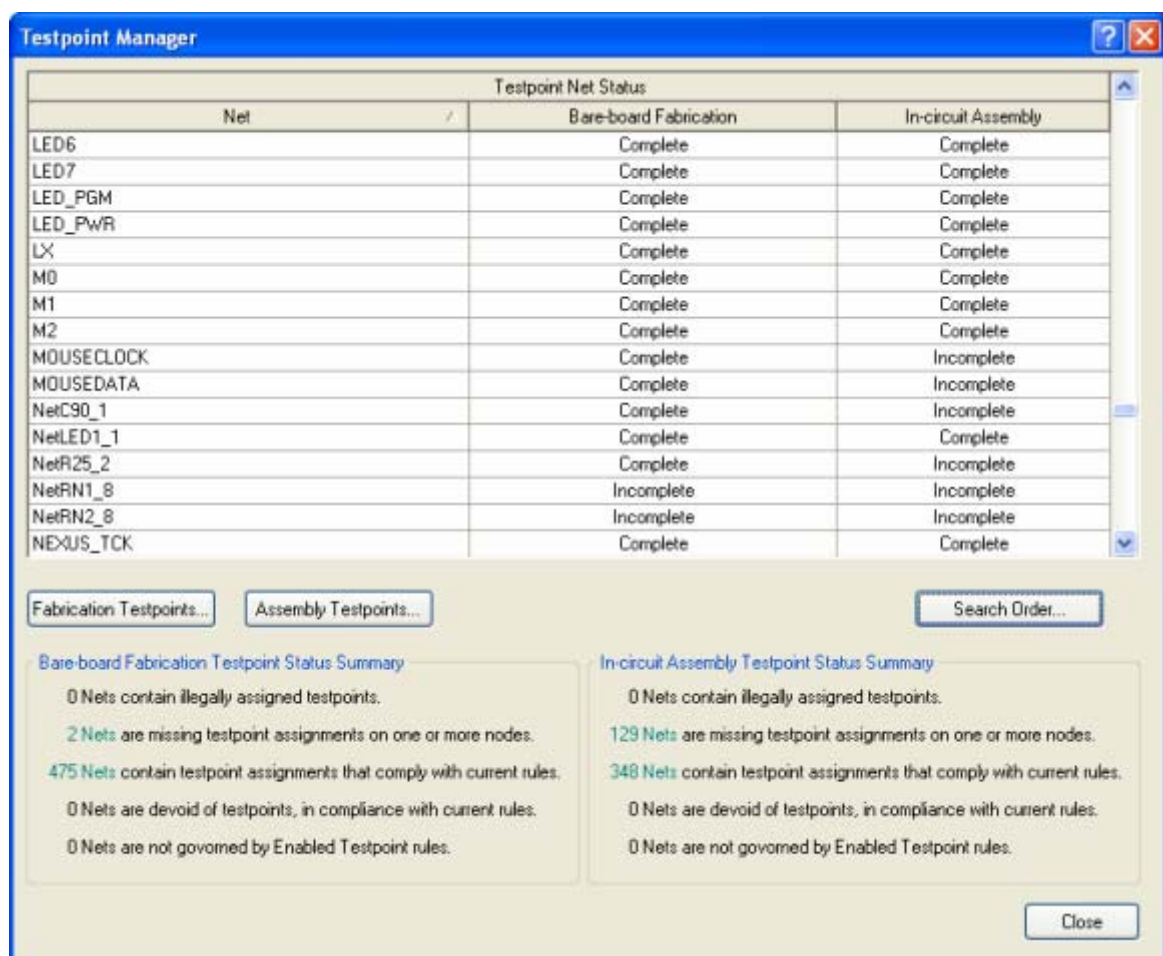 Testpoint Manager
Testpoint Net Status
Net Bare-board Fabrication In-circuit Assembly
LED6 Complete Complete
LED7 Complete Complete
LED_PGM Complete Complete
LED_PWR Complete Complete
LX Complete Complete
M0 Complete Complete
M1 Complete Complete
M2 Complete Complete
MOUSECLOCK Complete Incomplete
MOUSEDATA Complete Incomplete
NetC90_1 Complete Incomplete
NetLED1_1 Complete Complete
NetR25_2 Complete Incomplete
NetRN1_8 Incomplete Incomplete
NetRN2_8 Incomplete Incomplete
NEXUS_TCK Complete Complete
Fabrication Testpoints... Assembly Testpoints... Search Order...
Bare-board Fabrication Testpoint Status Summary
0 Nets contain illegally assigned testpoints.
2 Nets are missing testpoint assignments on one or more nodes.
475 Nets contain testpoint assignments that comply with current rules.
0 Nets are devoid of testpoints, in compliance with current rules.
0 Nets are not govorned by Enabled Testpoint rules.
In-circuit Assembly Testpoint Status Summary
0 Nets contain illegally assigned testpoints.
129 Nets are missing testpoint assignments on one or more nodes.
348 Nets contain testpoint assignments that comply with current rules.
0 Nets are devoid of testpoints, in compliance with current rules.
0 Nets are not govorned by Enabled Testpoint rules.
Close